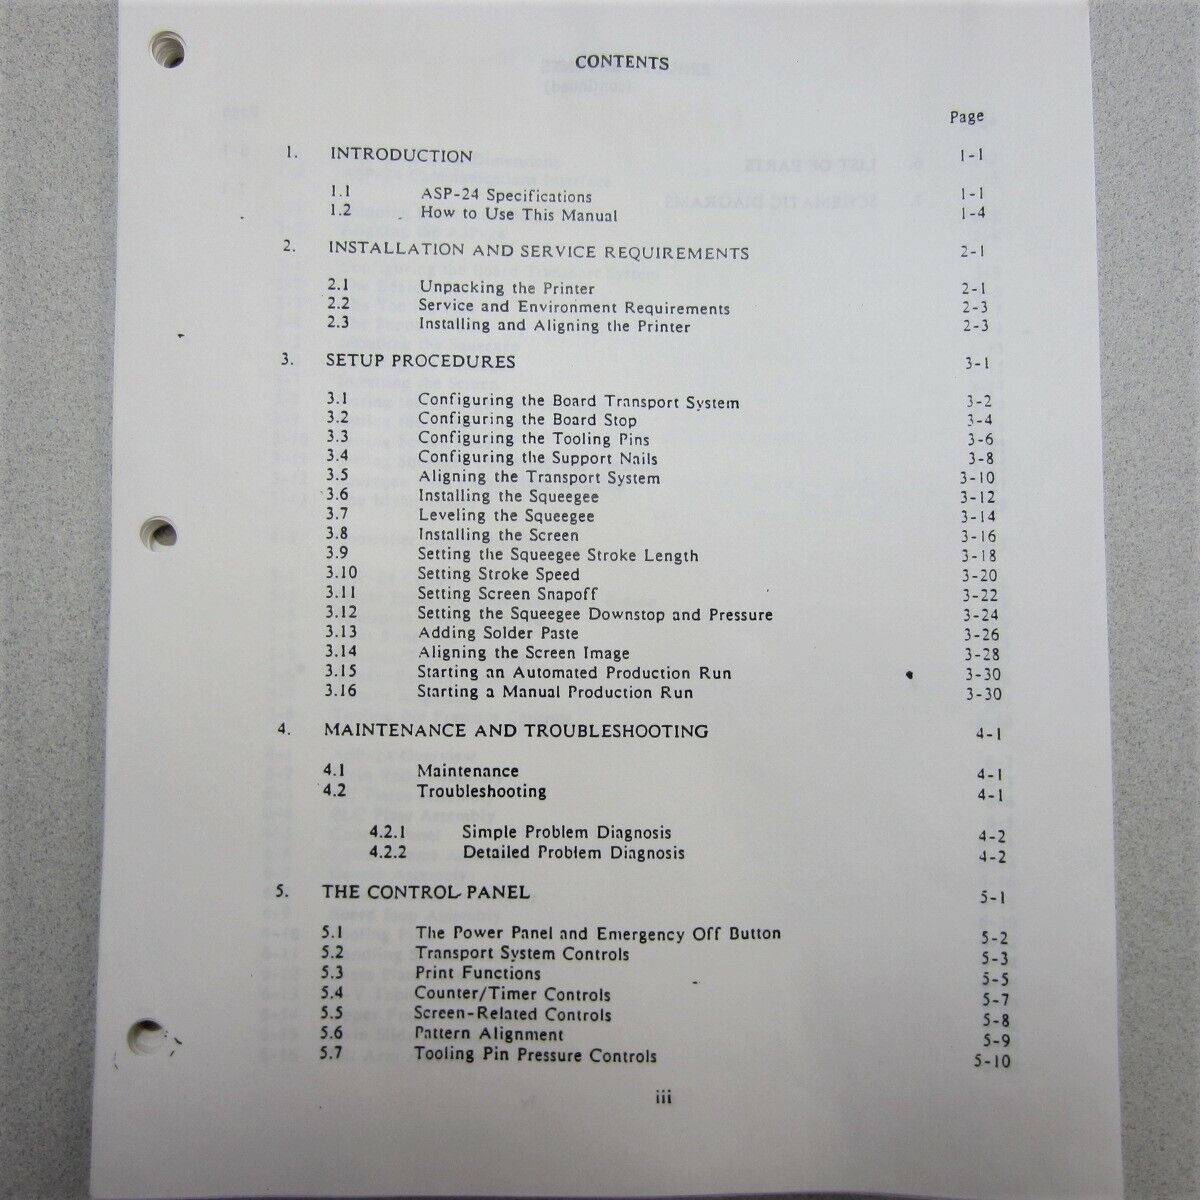 CONTENTS
Page
1. INTRODUCTION 1-1
1.1 ASP-24 Specifications 1-1
1.2 How to Use This Manual 1-4
2. INSTALLATION AND SERVICE REQUIREMENTS 2-1
2.1 Unpacking the Printer 2-1
2.2 Service and Environment Requirements 2-3
2.3 Installing and Aligning the Printer 2-3
3. SETUP PROCEDURES 3-1
3.1 Configuring the Board Transport System 3-2
3.2 Configuring the Board Stop 3-4
3.3 Configuring the Tooling Pins 3-6
3.4 Configuring the Support Nails 3-8
3.5 Aligning the Transport System 3-10
3.6 Installing the Squeegee 3-12
3.7 Leveling the Squeegee 3-14
3.8 Installing the Screen 3-16
3.9 Setting the Squeegee Stroke Length 3-18
3.10 Setting Stroke Speed 3-20
3.11 Setting Screen Snapoff 3-22
3.12 Setting the Squeegee Downstop and Pressure 3-24
3.13 Adding Solder Paste 3-26
3.14 Aligning the Screen Image 3-28
3.15 Starting an Automated Production Run 3-30
3.16 Starting a Manual Production Run 3-30
4. MAINTENANCE AND TROUBLESHOOTING 4-1
4.1 Maintenance 4-1
4.2 Troubleshooting 4-1
4.2.1 Simple Problem Diagnosis 4-2
4.2.2 Detailed Problem Diagnosis 4-2
5. THE CONTROL PANEL 5-1
5.1 The Power Panel and Emergency Off Button 5-2
5.2 Transport System Controls 5-3
5.3 Print Functions 5-5
5.4 Counter/Timer Controls 5-7
5.5 Screen-Related Controls 5-8
5.6 Pattern Alignment 5-9
5.7 Tooling Pin Pressure Controls 5-10
iii